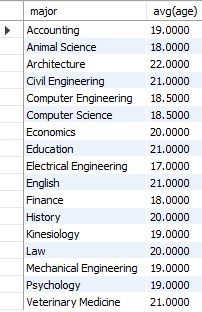 major avg(age)
Accounting 19.0000
Animal Science 18.0000
Architecture 22.0000
Civil Engineering 21.0000
Computer Engineering 18.5000
Computer Science 18.5000
Economics 20.0000
Education 21.0000
Electrical Engineering 17.0000
English 21.0000
Finance 18.0000
History 20.0000
Kinesiology 19.0000
Law 20.0000
Mechanical Engineering 19.0000
Psychology 19.0000
Veterinary Medicine 21.0000